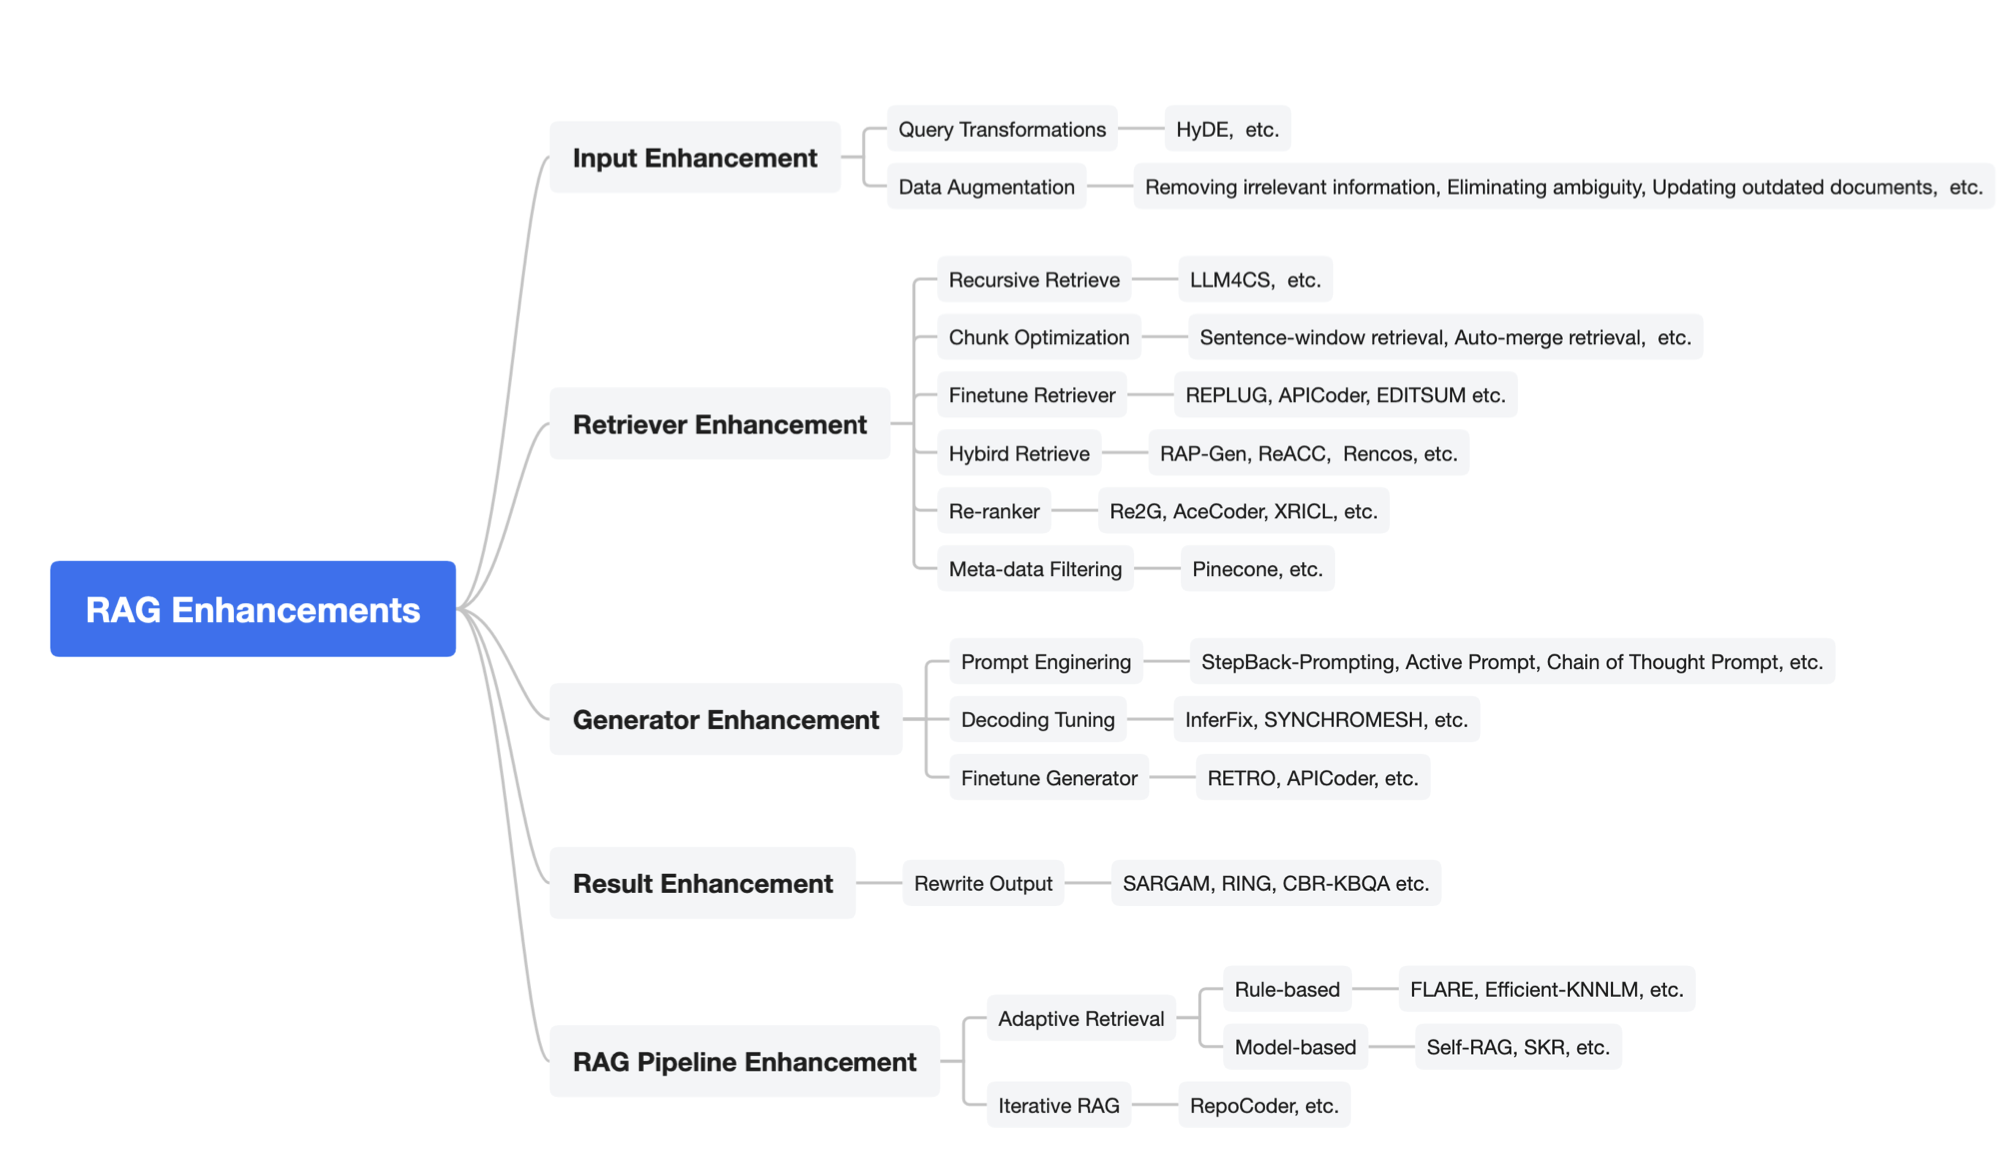 RAG Enhancements
Input Enhancement
Query Transformations
HyDE, etc.
Data Augmentation
Removing irrelevant information, Eliminating ambiguity, Updating outdated documents, etc.
Retriever Enhancement
Recursive Retrieve
LLM4CS, etc.
Chunk Optimization
Sentence-window retrieval, Auto-merge retrieval, etc.
Finetune Retriever
REPLUG, APICoder, EDITSUM etc.
Hybird Retrieve
RAP-Gen, ReACC, Rencos, etc.
Re-ranker
Re2G, AceCoder, XRICL, etc.
Meta-data Filtering
Pinecone, etc.
Generator Enhancement
Prompt Enginering
StepBack-Prompting, Active Prompt, Chain of Thought Prompt, etc.
Decoding Tuning
InferFix, SYNCHROMESH, etc.
Finetune Generator
RETRO, APICoder, etc.
Result Enhancement
Rewrite Output
SARGAM, RING, CBR-KBQA etc.
RAG Pipeline Enhancement
Adaptive Retrieval
Rule-based
FLARE, Efficient-KNNLM, etc.
Model-based
Self-RAG, SKR, etc.
Iterative RAG
RepoCoder, etc.